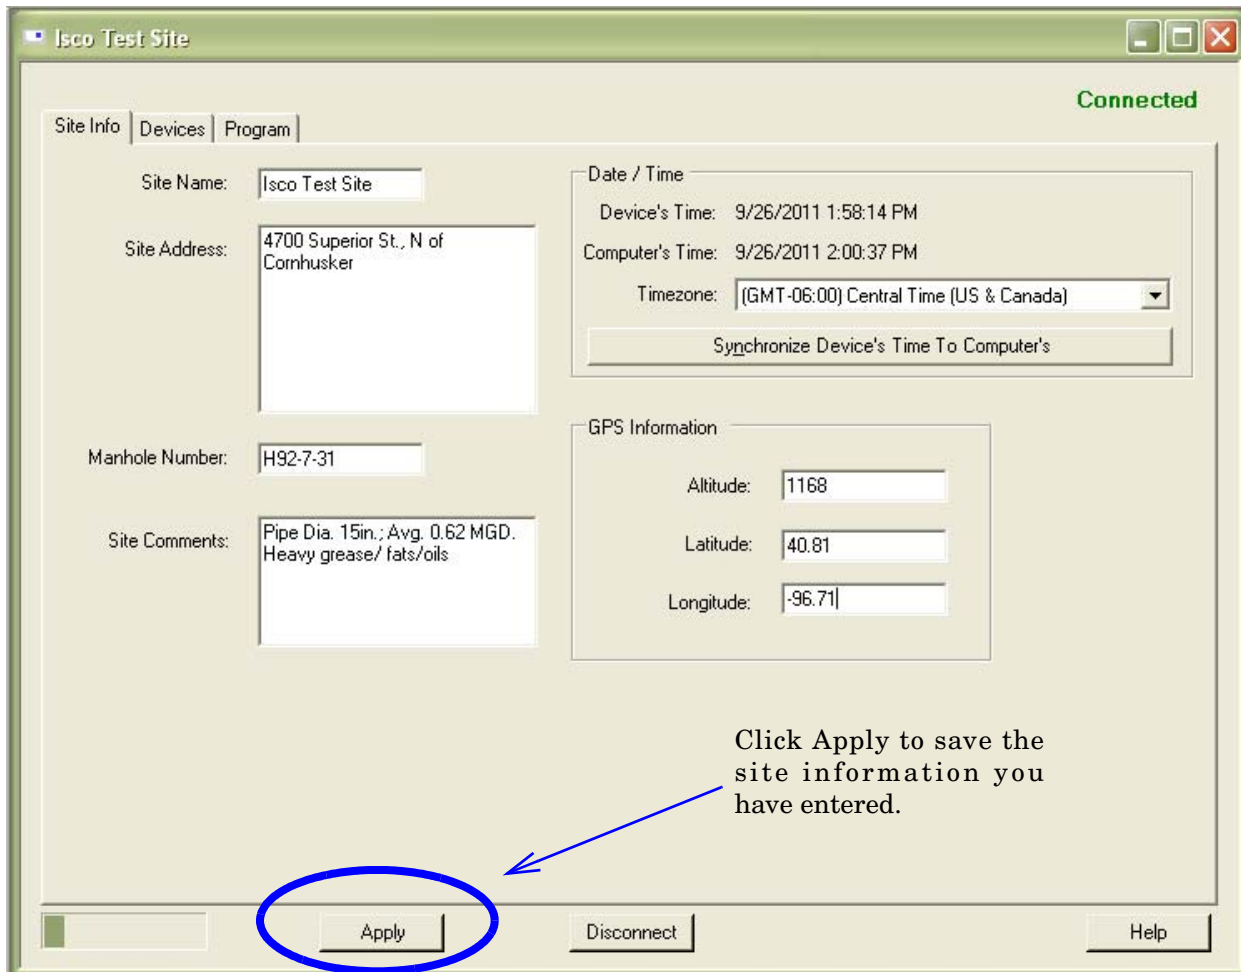 Isco Test Site
Connected
Site Info Devices Program
Site Name: Isco Test Site
Site Address: 4700 Superior St., N of
Cornhusker
Manhole Number: H92-7-31
Site Comments: Pipe Dia. 15in.; Avg. 0.62 MGD.
Heavy grease/ fats/oils
Date / Time
Device's Time: 9/26/2011 1:58:14 PM
Computer's Time: 9/26/2011 2:00:37 PM
Timezone: (GMT-06:00) Central Time (US & Canada)
Synchronize Device's Time To Computer's
GPS Information
Altitude: 1168
Latitude: 40.81
Longitude: -96.71
Click Apply to save the
site information you
have entered.
Apply Disconnect Help